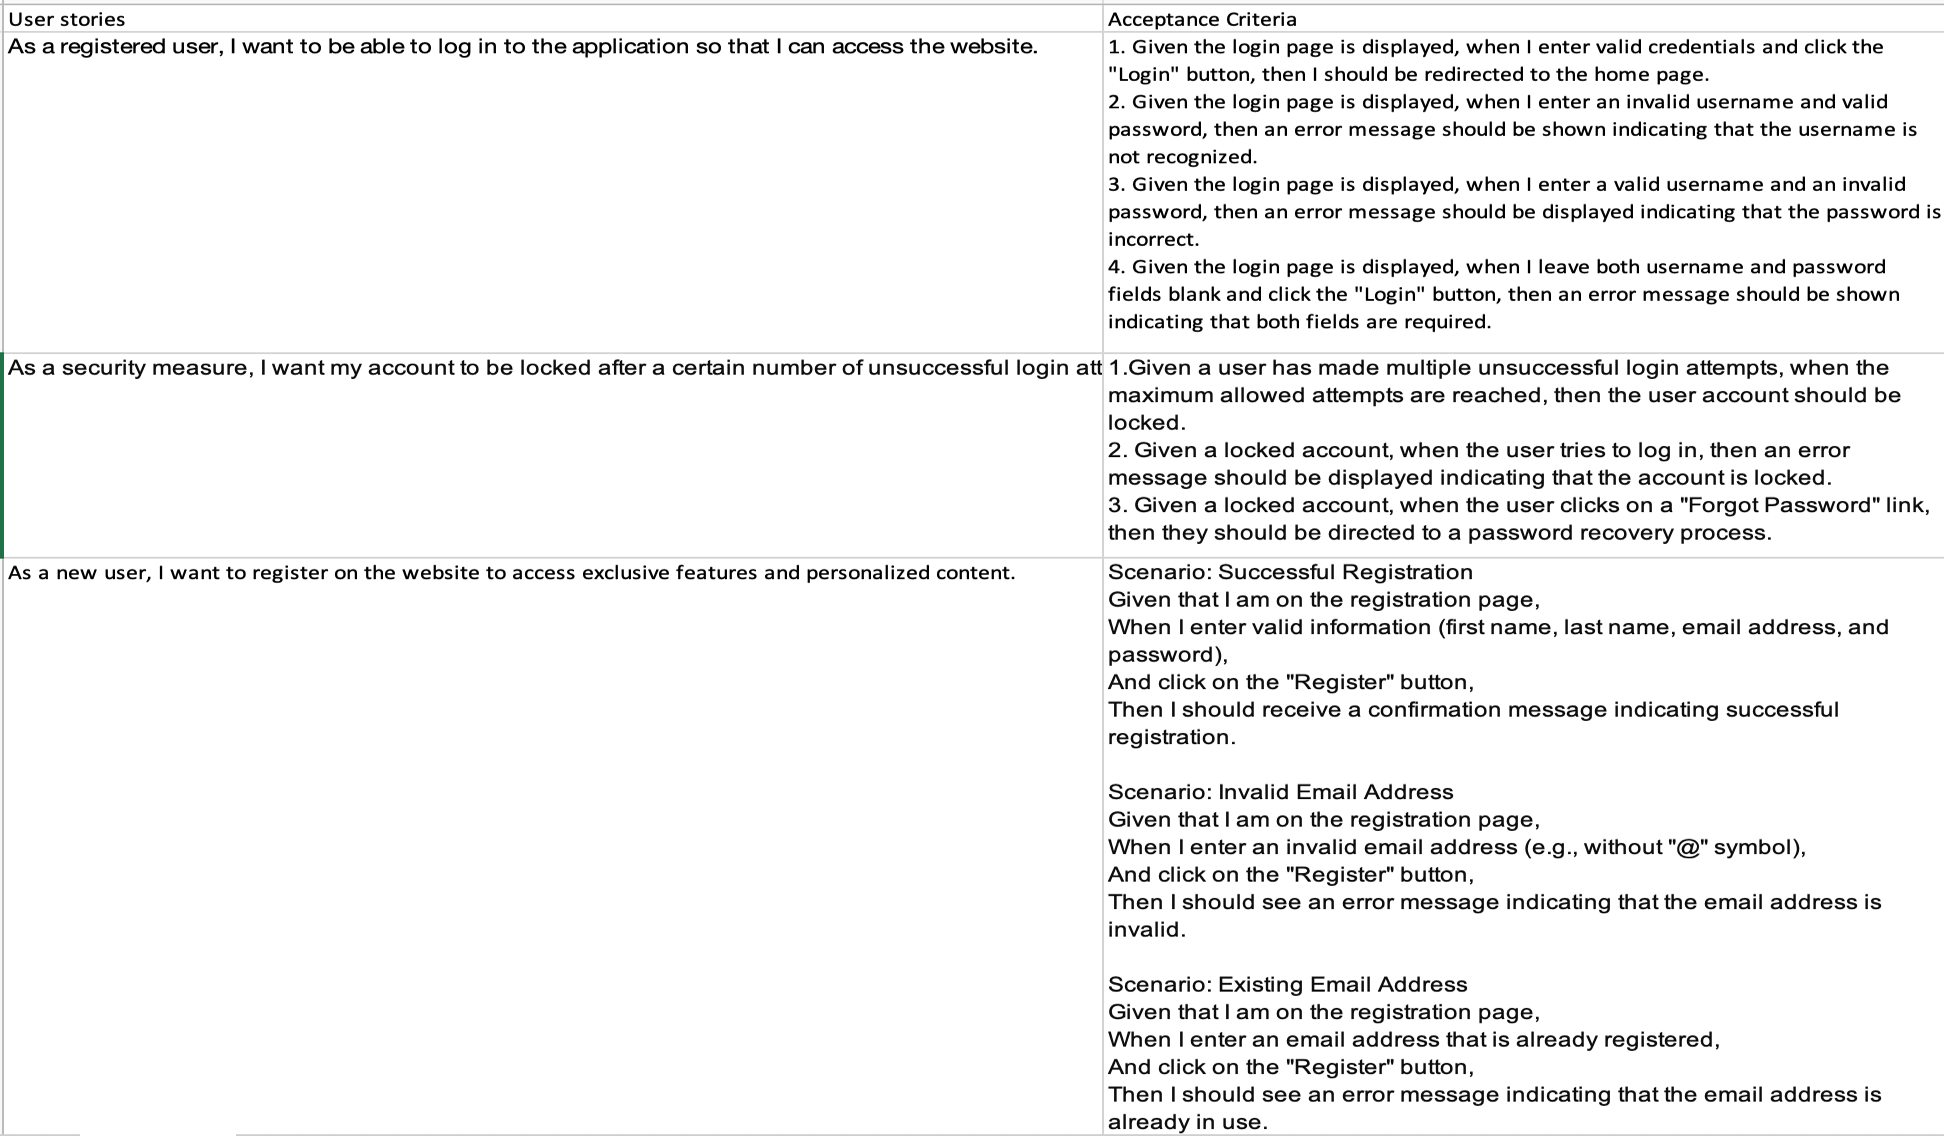 User stories
Acceptance Criteria
As a registered user, I want to be able to log in to the application so that I can access the website.
1. Given the login page is displayed, when I enter valid credentials and click the
"Login" button, then I should be redirected to the home page.
2. Given the login page is displayed, when I enter an invalid username and valid
password, then an error message should be shown indicating that the username is
not recognized.
3. Given the login page is displayed, when I enter a valid username and an invalid
password, then an error message should be displayed indicating that the password is
incorrect.
4. Given the login page is displayed, when I leave both username and password
fields blank and click the "Login" button, then an error message should be shown
indicating that both fields are required.
As a security measure, I want my account to be locked after a certain number of unsuccessful login att
1.Given a user has made multiple unsuccessful login attempts, when the
maximum allowed attempts are reached, then the user account should be
locked.
2. Given a locked account, when the user tries to log in, then an error
message should be displayed indicating that the account is locked.
3. Given a locked account, when the user clicks on a "Forgot Password" link,
then they should be directed to a password recovery process.
As a new user, I want to register on the website to access exclusive features and personalized content.
Scenario: Successful Registration
Given that I am on the registration page,
When I enter valid information (first name, last name, email address, and
password),
And click on the "Register" button,
Then I should receive a confirmation message indicating successful
registration.
Scenario: Invalid Email Address
Given that I am on the registration page,
When I enter an invalid email address (e.g., without "@" symbol),
And click on the "Register" button,
Then I should see an error message indicating that the email address is
invalid.
Scenario: Existing Email Address
Given that I am on the registration page,
When I enter an email address that is already registered,
And click on the "Register" button,
Then I should see an error message indicating that the email address is
already in use.